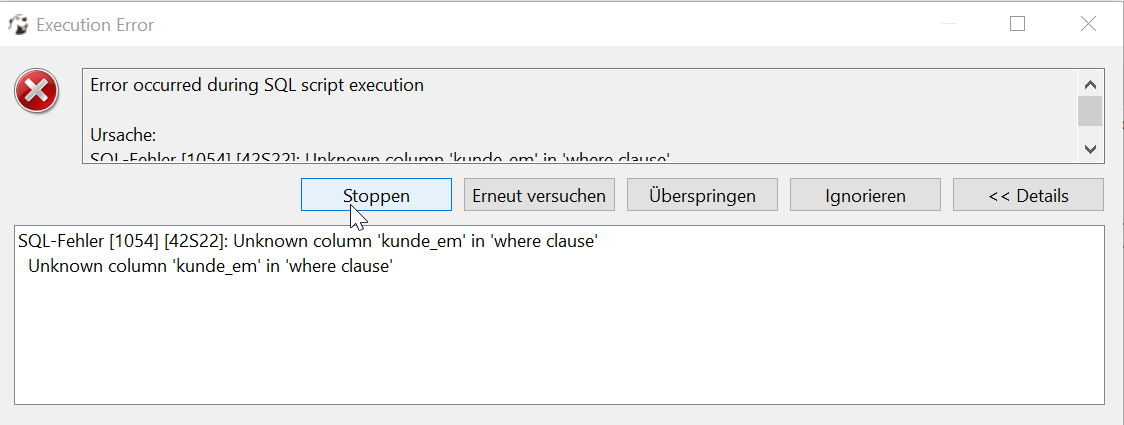 Execution Error
Error occurred during SQL script execution
Ursache:
SQL-Fehler [1054] [42S22]: Unknown column 'kunde_em' in 'where clause'
Stoppen
Erneut versuchen
Überspringen
Ignorieren
<< Details
SQL-Fehler [1054] [42S22]: Unknown column 'kunde_em' in 'where clause'
Unknown column 'kunde_em' in 'where clause'